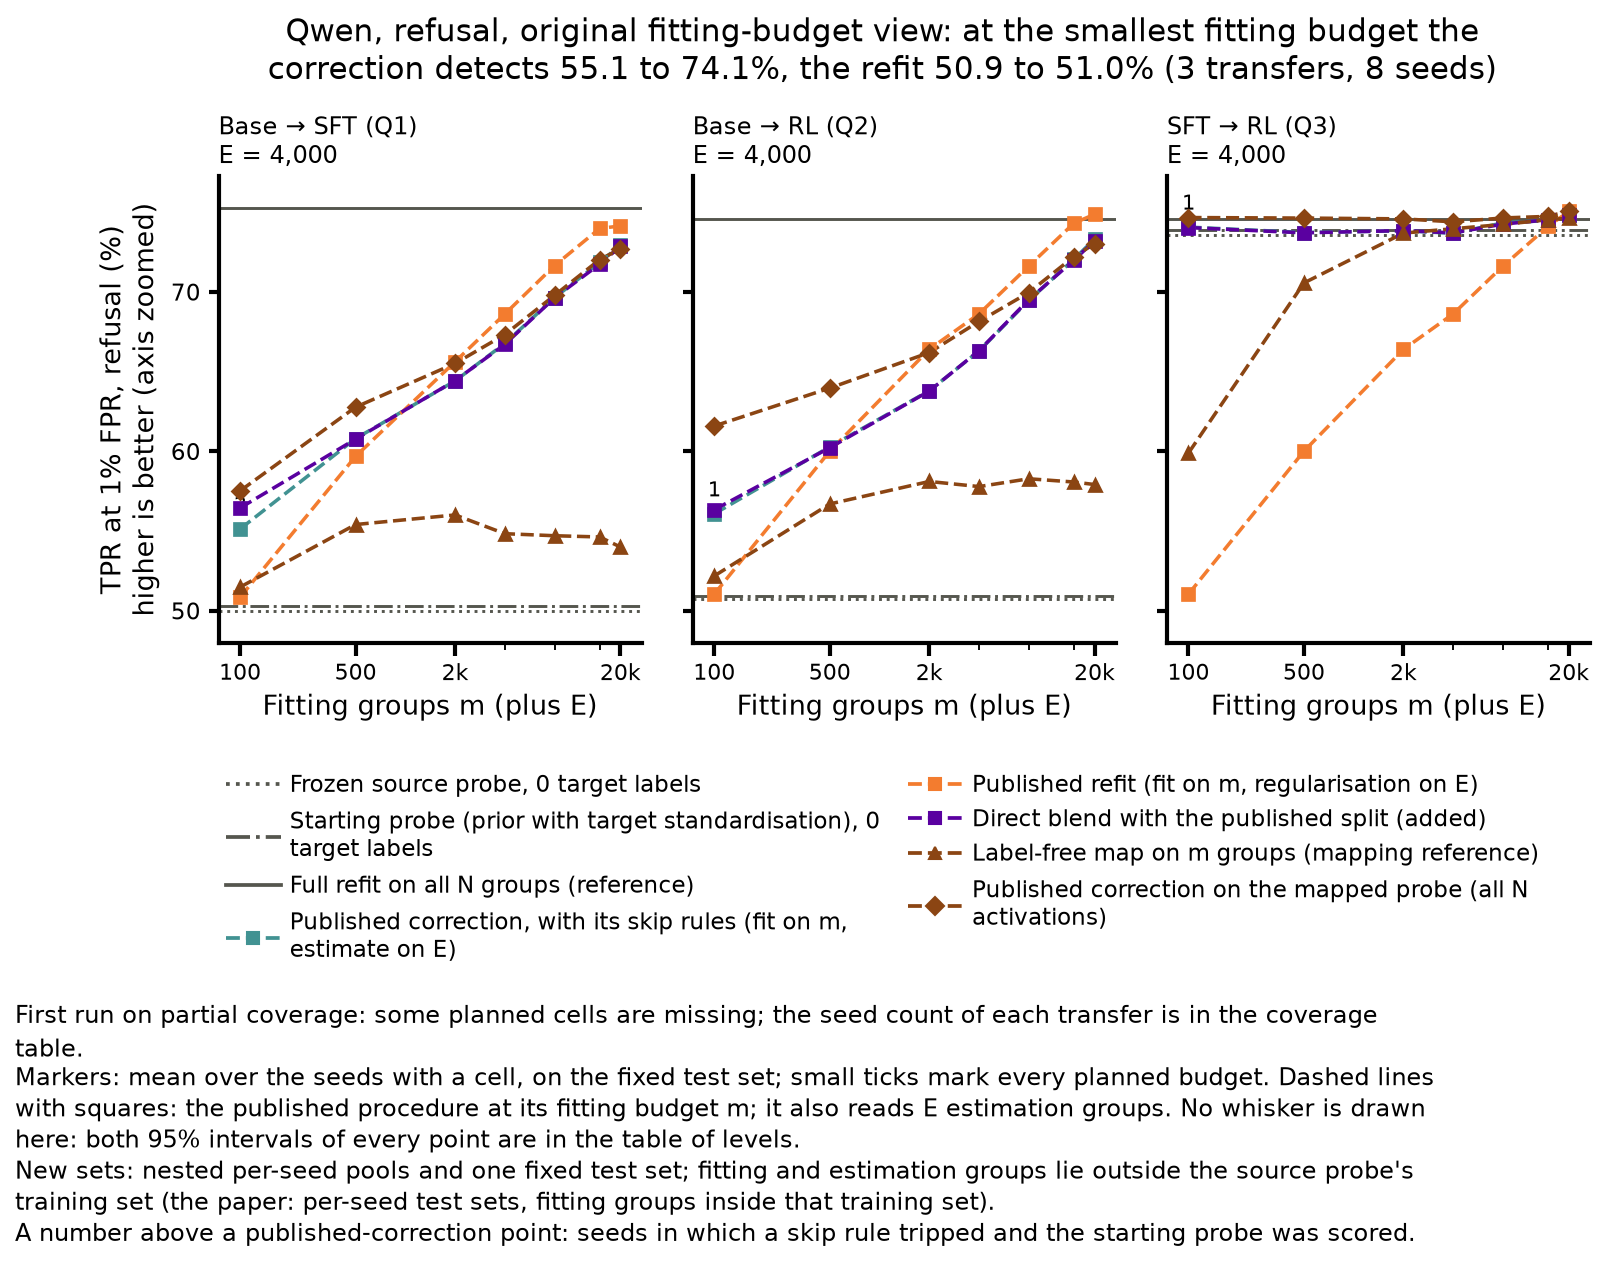 Qwen, refusal, original fitting-budget view: at the smallest fitting budget the
correction detects 55.1 to 74.1%, the refit 50.9 to 51.0% (3 transfers, 8 seeds)
Base → SFT (Q1)
E = 4,000
Base → RL (Q2)
E = 4,000
SFT → RL (Q3)
E = 4,000
TPR at 1% FPR, refusal (%)
higher is better (axis zoomed)
70
60
50
1
1
100
500
2k
20k
100
500
2k
20k
100
500
2k
20k
Fitting groups m (plus E)
Fitting groups m (plus E)
Fitting groups m (plus E)
Frozen source probe, 0 target labels
Starting probe (prior with target standardisation), 0
target labels
Full refit on all N groups (reference)
Published correction, with its skip rules (fit on m,
estimate on E)
Published refit (fit on m, regularisation on E)
Direct blend with the published split (added)
Label-free map on m groups (mapping reference)
Published correction on the mapped probe (all N
activations)
First run on partial coverage: some planned cells are missing; the seed count of each transfer is in the coverage
table.
Markers: mean over the seeds with a cell, on the fixed test set; small ticks mark every planned budget. Dashed lines
with squares: the published procedure at its fitting budget m; it also reads E estimation groups. No whisker is drawn
here: both 95% intervals of every point are in the table of levels.
New sets: nested per-seed pools and one fixed test set; fitting and estimation groups lie outside the source probe's
training set (the paper: per-seed test sets, fitting groups inside that training set).
A number above a published-correction point: seeds in which a skip rule tripped and the starting probe was scored.